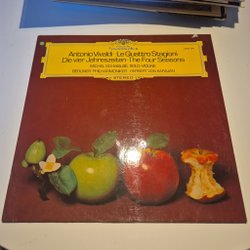 Antonio Vivaldi · Le Quattro Stagioni
Die vier Jahreszeiten · The Four Seasons
MICHEL SCHWALBÉ, SOLO-VIOLINE
BERLINER PHILHARMONIKER · HERBERT VON KARAJAN
STEREO